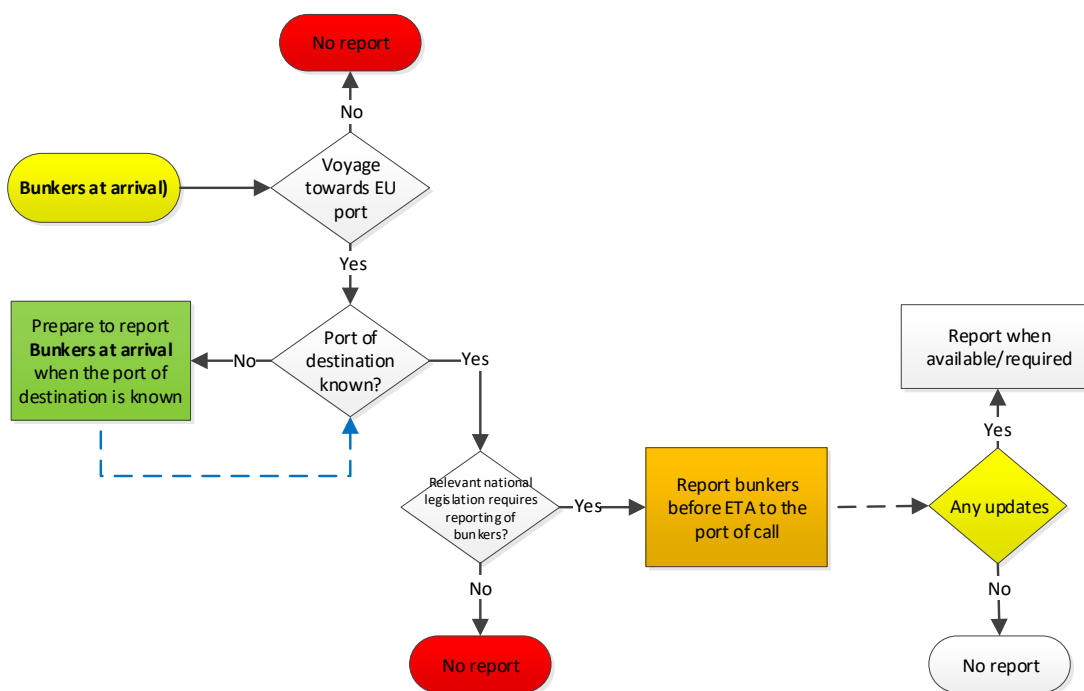 No report
No
Voyage
towards EU
port
Bunkers at arrival)
Yes
Prepare to report
Bunkers at arrival
when the port of
destination is known
No
Port of
destination
known?
Yes
Report when
available/required
Yes
Relevant national
legislation requires
reporting of
bunkers?
Yes
Report bunkers
before ETA to the
port of call
Any updates
No
No
No report
No report